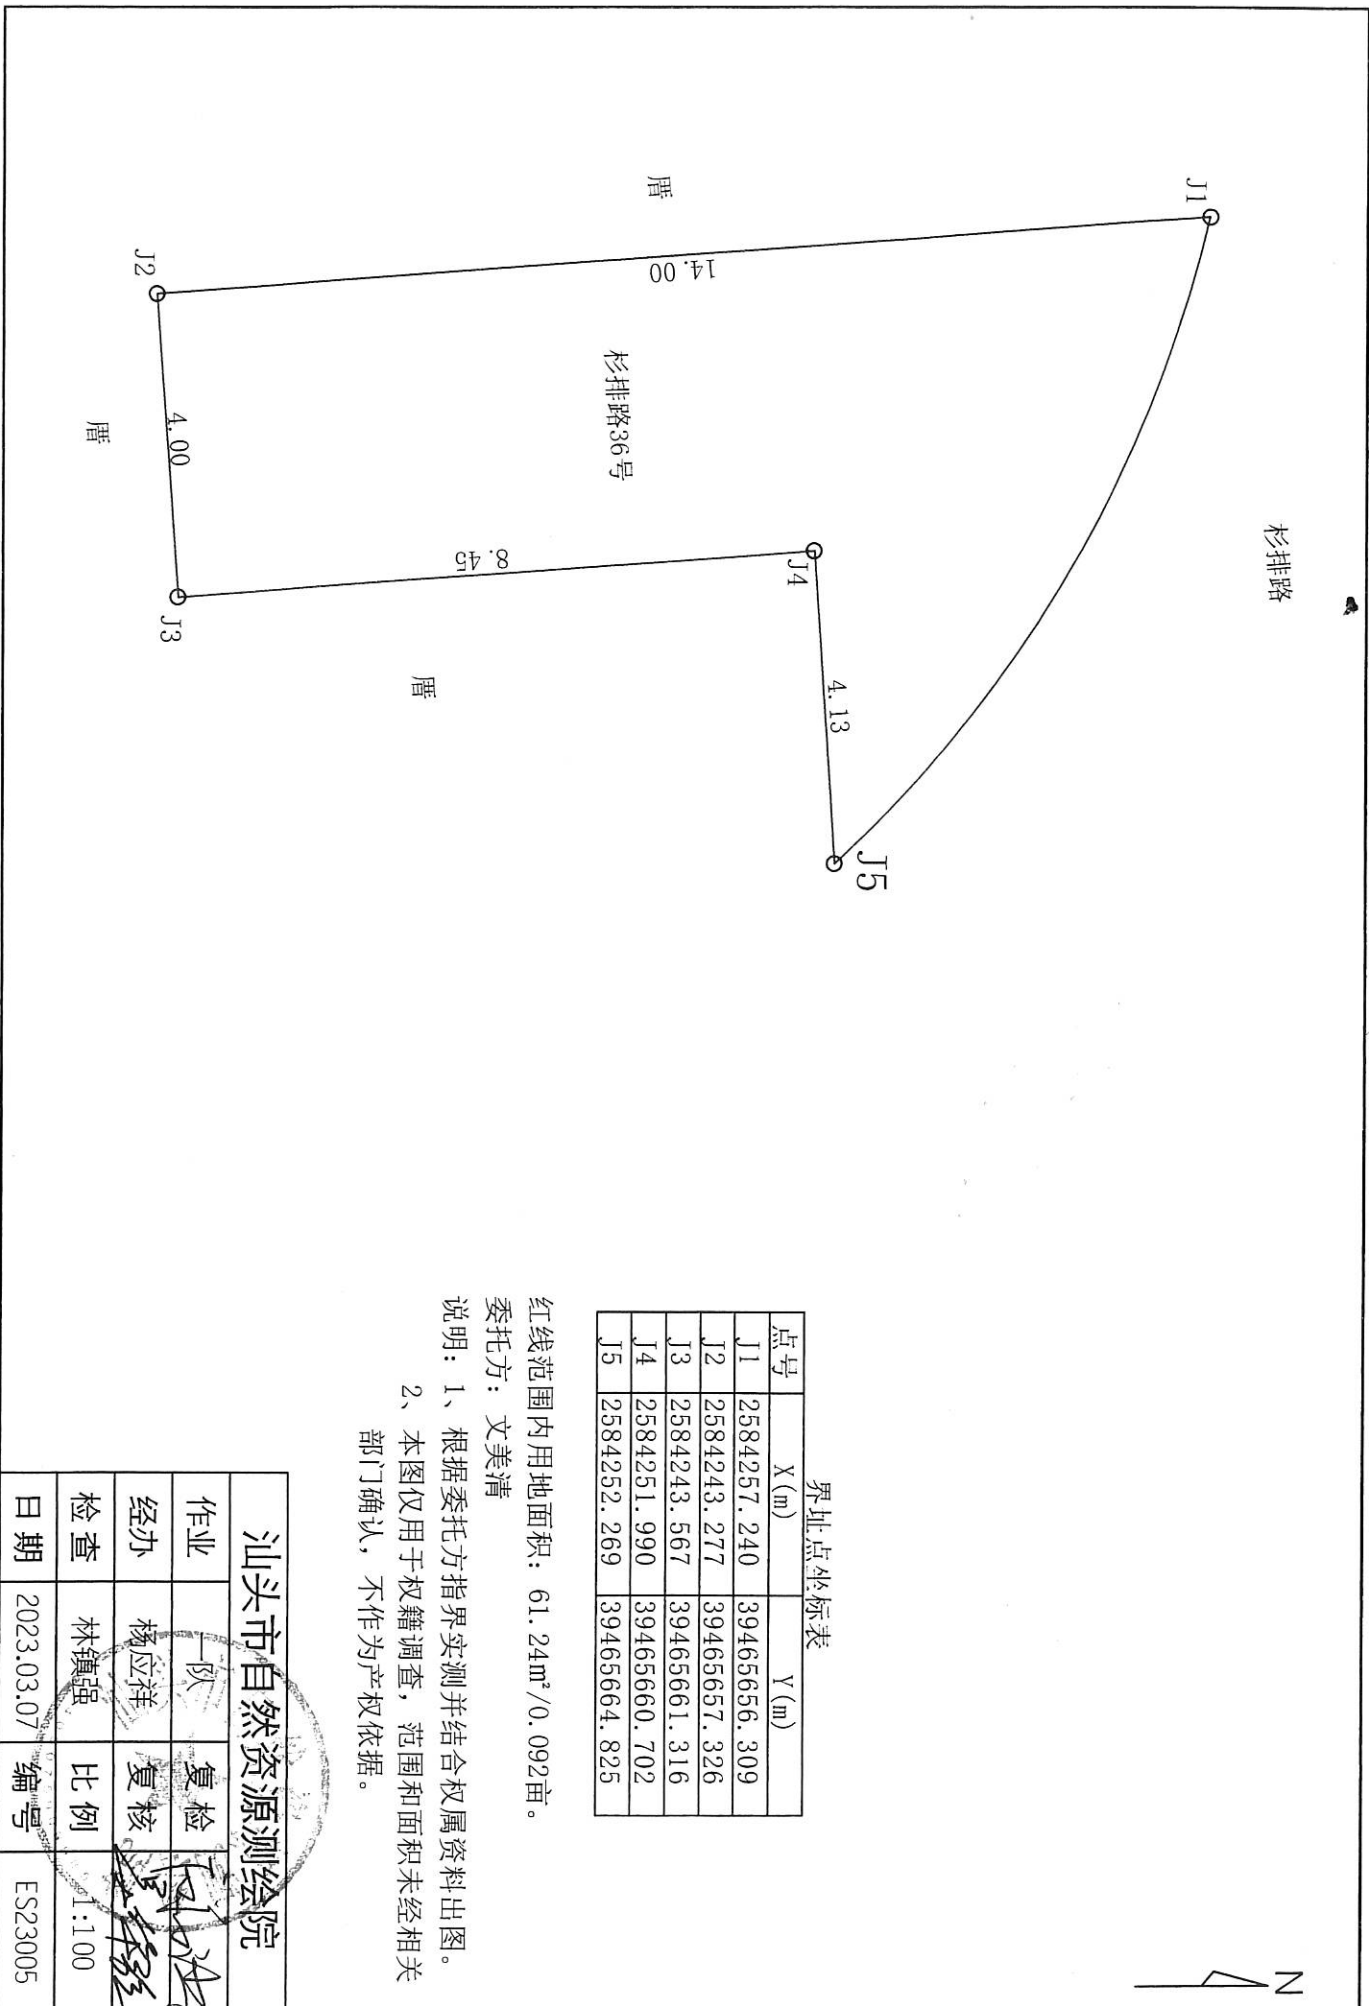 N
杉排路
J1
厝
14.00
杉排路36号
J2
4.00
厝
J3
8.45
厝
J4
4.13
J5
界址点坐标表
点号 X(m) Y(m)
J1 2584257.240 39465656.309
J2 2584243.277 39465657.326
J3 2584243.567 39465661.316
J4 2584251.990 39465660.702
J5 2584252.269 39465664.825
红线范围内用地面积: 61.24m²/0.092亩。
委托方: 文美清
说明: 1、根据委托方指界实测并结合权属资料出图。
2、本图仅用于权籍调查，范围和面积未经相关
部门确认，不作为产权依据。
汕头市自然资源测绘院
作业 一队 复检
经办 杨应祥 复核
检查 林镇强 比例 1:100
日期 2023.03.07 编号 ES23005